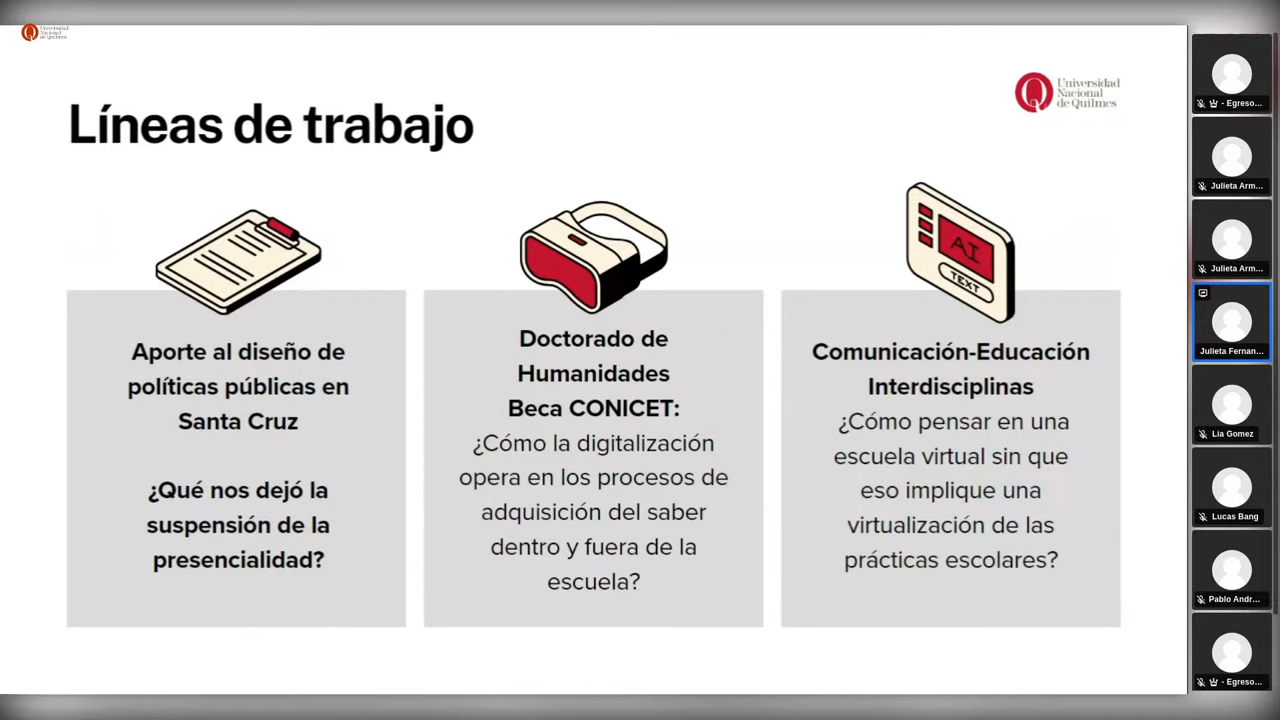 Universidad
Nacional
de Quilmes
Universidad
Nacional
de Quilmes
Líneas de trabajo
AI
TEXT
Aporte al diseño de
políticas públicas en
Santa Cruz
¿Qué nos dejó la
suspensión de la
presencialidad?
Doctorado de
Humanidades
Beca CONICET:
¿Cómo la digitalización
opera en los procesos de
adquisición del saber
dentro y fuera de la
escuela?
Comunicación-Educación
Interdisciplinas
¿Cómo pensar en una
escuela virtual sin que
eso implique una
virtualización de las
prácticas escolares?
- Egreso...
Julieta Arm...
Julieta Arm...
Julieta Fernan...
Lia Gomez
Lucas Bang
Pablo Andr...
- Egreso...